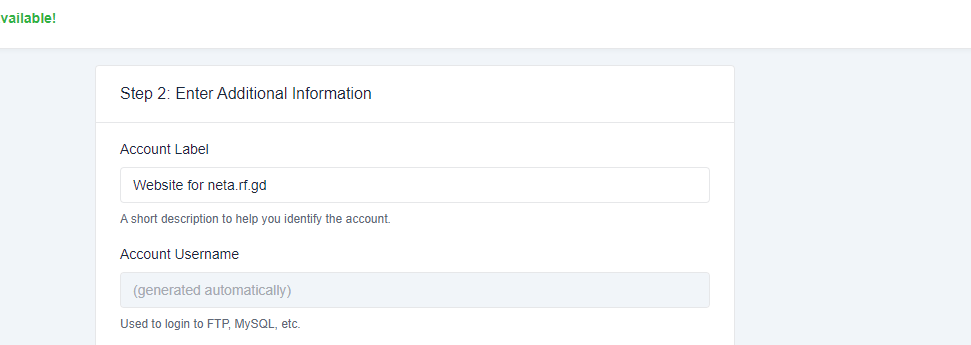 vailable!
Step 2: Enter Additional Information
Account Label
Website for neta.rf.gd
A short description to help you identify the account.
Account Username
(generated automatically)
Used to login to FTP, MySQL, etc.